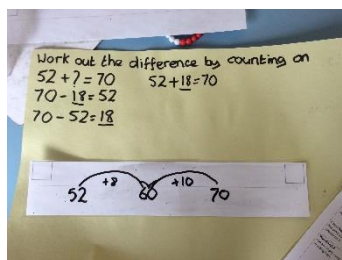 Work out the difference by counting on
52 + ? = 70 52 + 18 = 70
70 - 18 = 52
70 - 52 = 18
+8 +10
52 60 70